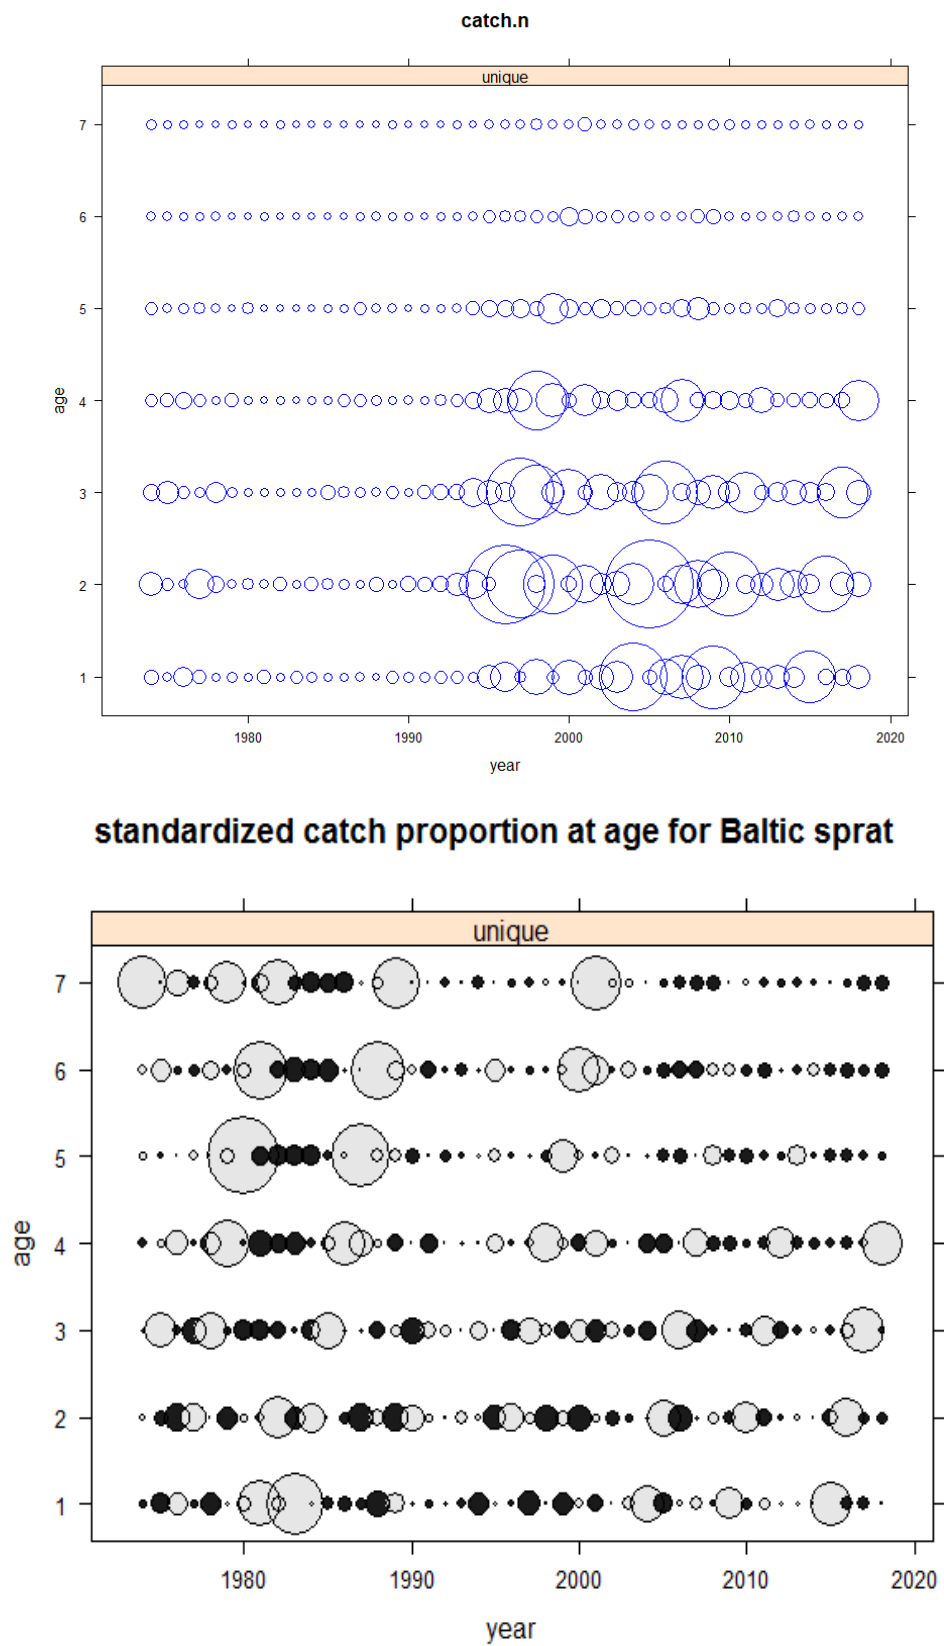 catch.n
unique
7
6
5
4
3
2
1
age
1980 1990 2000 2010 2020
year
standardized catch proportion at age for Baltic sprat
unique
7
6
5
4
3
2
1
age
1980 1990 2000 2010 2020
year